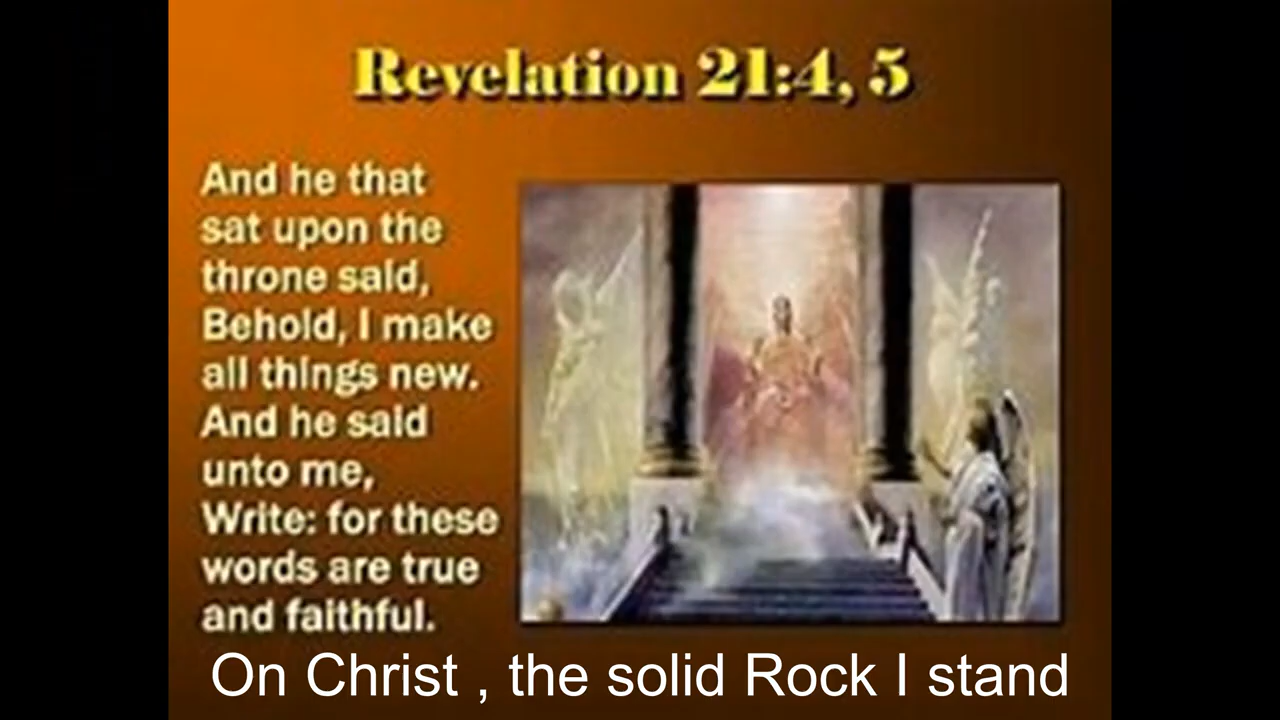 Revelation 21:4, 5
And he that
sat upon the
throne said,
Behold, I make
all things new.
And he said
unto me,
Write: for these
words are true
and faithful.
On Christ , the solid Rock I stand